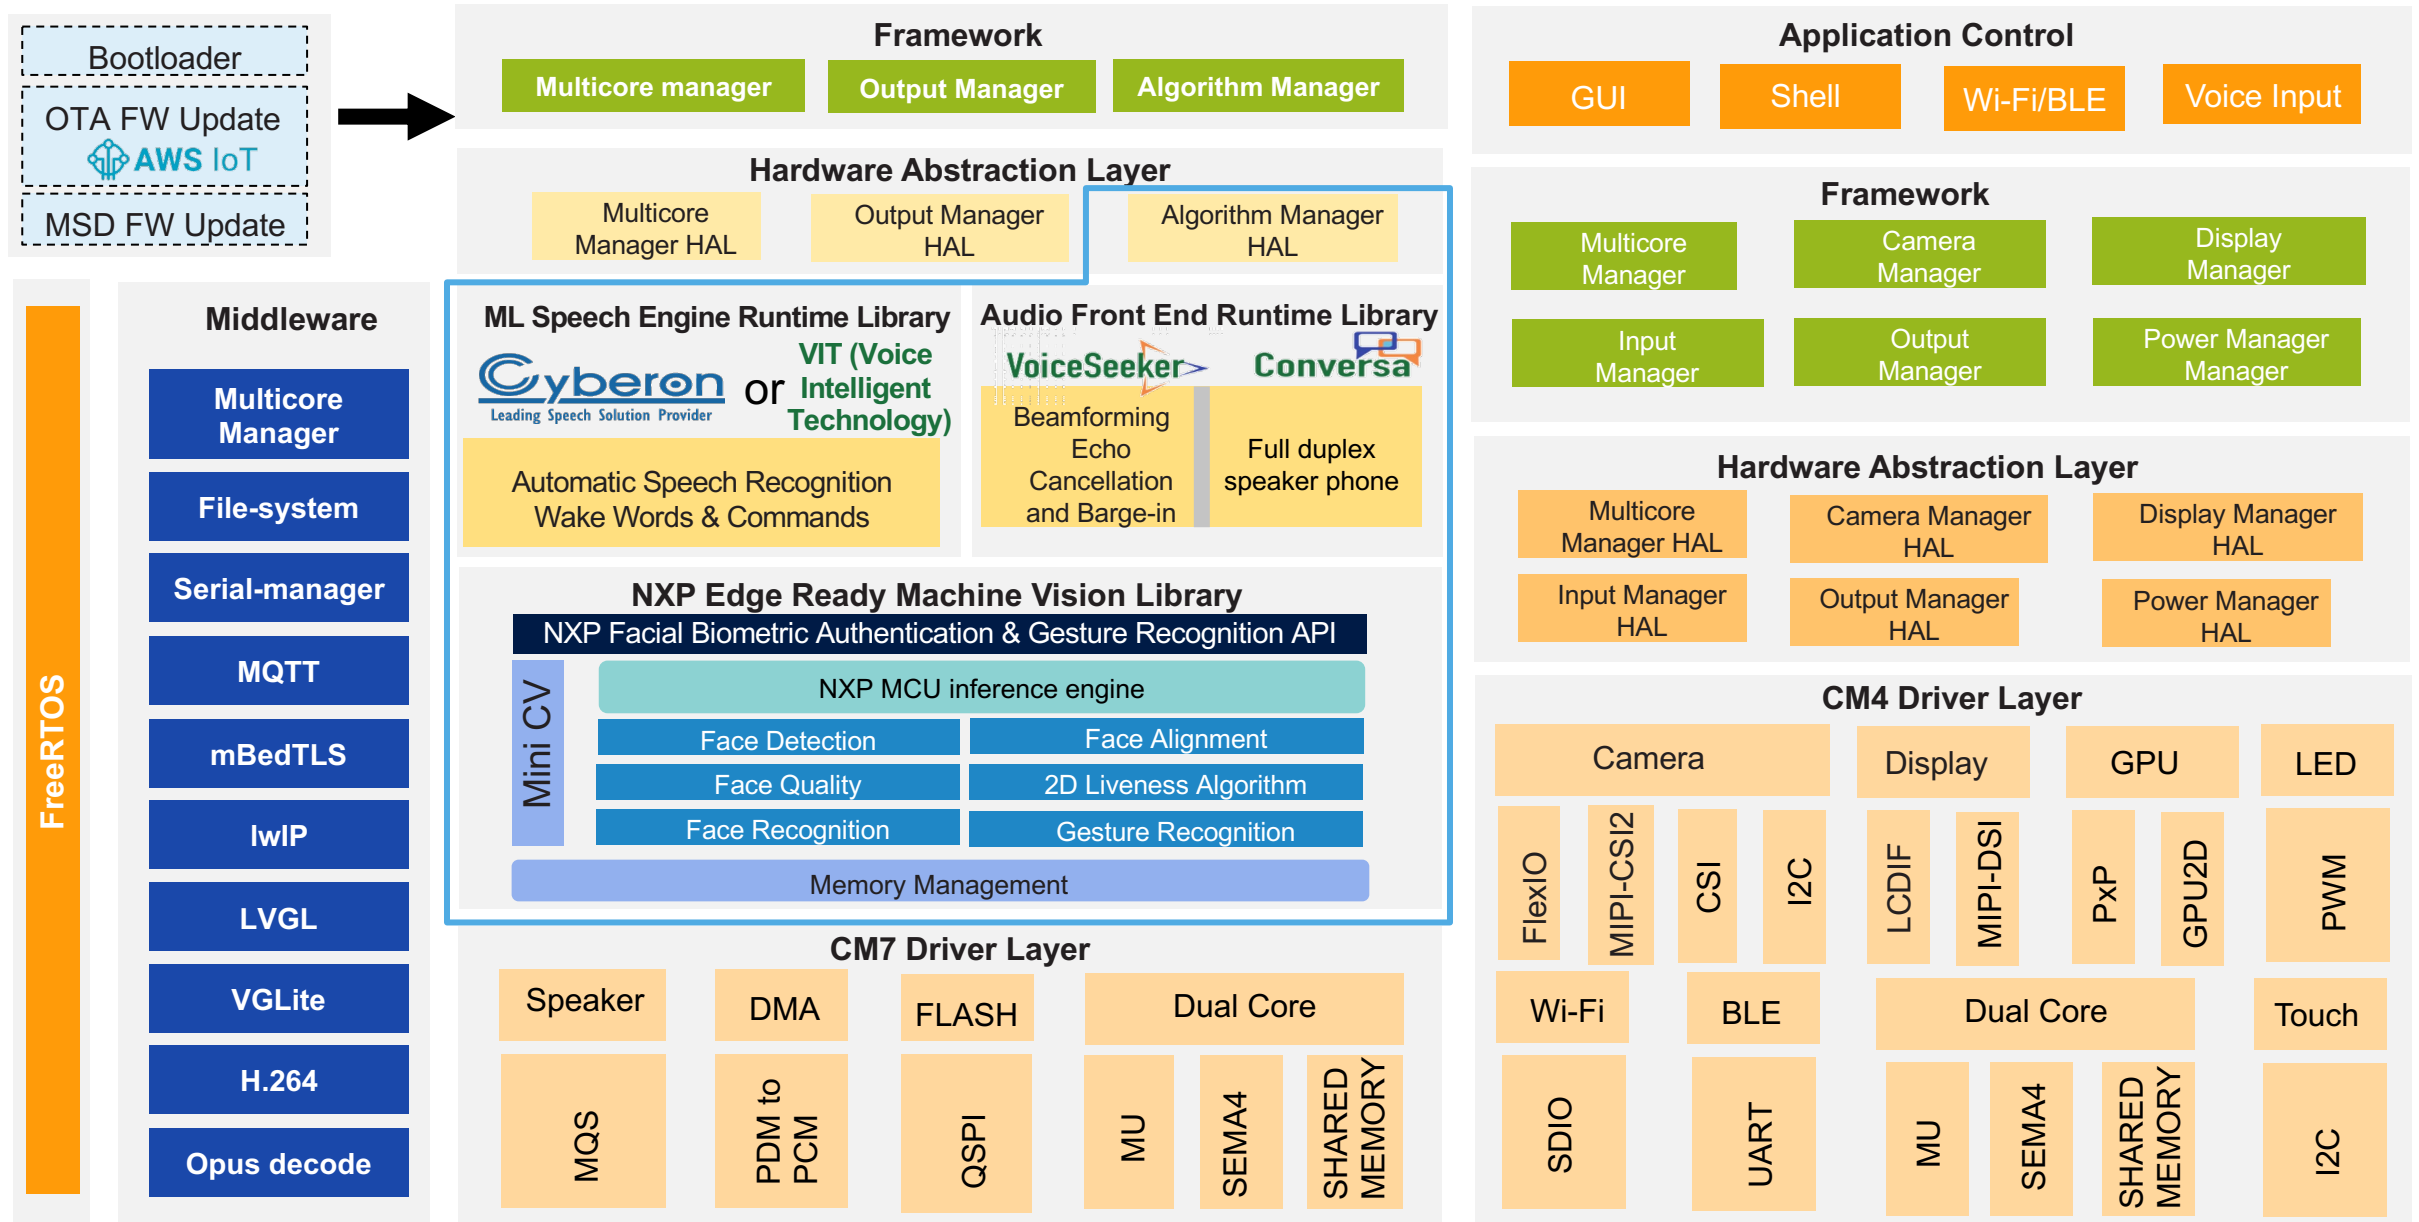 Bootloader
OTA FW Update
AWS IoT
MSD FW Update
FreeRTOS
Middleware
Multicore
Manager
File-system
Serial-manager
MQTT
mBedTLS
lwIP
LVGL
VGLite
H.264
Opus decode
Framework
Multicore manager
Output Manager
Algorithm Manager
Hardware Abstraction Layer
Multicore
Manager HAL
Output Manager
HAL
Algorithm Manager
HAL
ML Speech Engine Runtime Library
Cyberon
Leading Speech Solution Provider
or
VIT (Voice
Intelligent
Technology)
Automatic Speech Recognition
Wake Words & Commands
Audio Front End Runtime Library
VoiceSeeker
Conversa
Beamforming
Echo
Cancellation
and Barge-in
Full duplex
speaker phone
NXP Edge Ready Machine Vision Library
NXP Facial Biometric Authentication & Gesture Recognition API
Mini CV
NXP MCU inference engine
Face Detection
Face Alignment
Face Quality
2D Liveness Algorithm
Face Recognition
Gesture Recognition
Memory Management
CM7 Driver Layer
Speaker
DMA
FLASH
Dual Core
MQS
PDM to
PCM
QSPI
MU
SEMA4
SHARED
MEMORY
Application Control
GUI
Shell
Wi-Fi/BLE
Voice Input
Framework
Multicore
Manager
Camera
Manager
Display
Manager
Input
Manager
Output
Manager
Power Manager
Manager
Hardware Abstraction Layer
Multicore
Manager HAL
Camera Manager
HAL
Display Manager
HAL
Input Manager
HAL
Output Manager
HAL
Power Manager
HAL
CM4 Driver Layer
Camera
Display
GPU
LED
FlexIO
MIPI-CSI2
CSI
I2C
LCDIF
MIPI-DSI
PxP
GPU2D
PWM
Wi-Fi
BLE
Dual Core
Touch
SDIO
UART
MU
SEMA4
SHARED
MEMORY
I2C